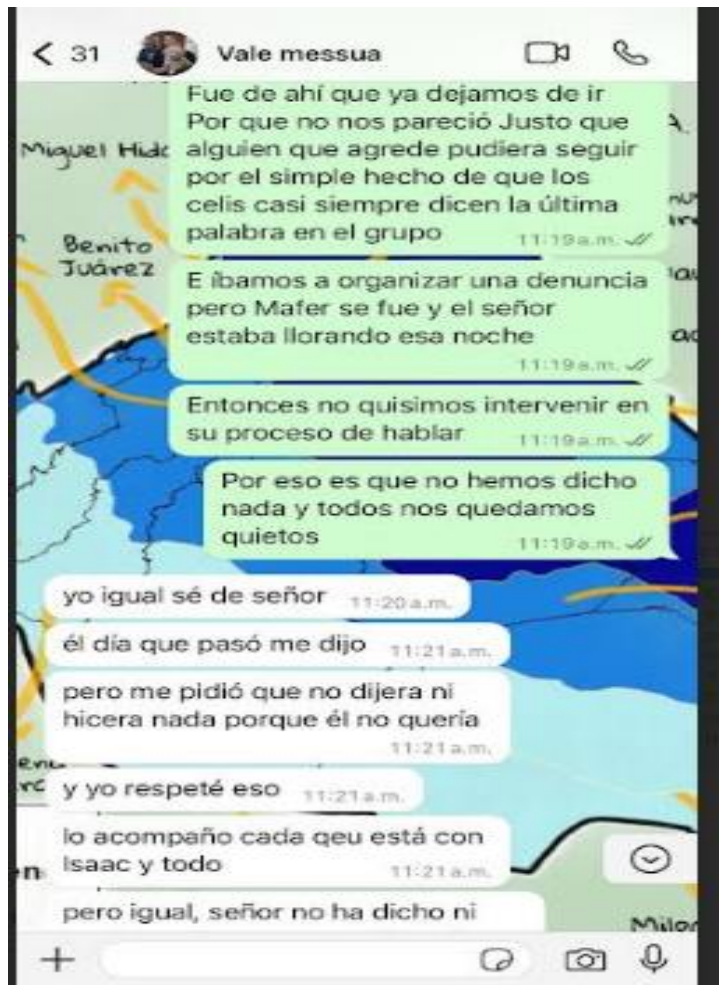 31 Vale messua
Fue de ahí que ya dejamos de ir
Por que no nos pareció Justo que
alguien que agrede pudiera seguir
por el simple hecho de que los
celis casi siempre dicen la última
palabra en el grupo
11:19 a.m.
Miguel Hida
Benito
Juárez
E íbamos a organizar una denuncia
pero Mafer se fue y el señor
estaba llorando esa noche
11:19 a.m.
Entonces no quisimos intervenir en
su proceso de hablar 11:19 a.m.
Por eso es que no hemos dicho
nada y todos nos quedamos
quietos 11:19 a.m.
yo igual sé de señor 11:20 a.m.
él día que pasó me dijo 11:21 a.m.
pero me pidió que no dijera ni
hicera nada porque él no quería
11:21 a.m.
y yo respeté eso 11:21 a.m.
lo acompaño cada qeu está con
Isaac y todo 11:21 a.m.
pero igual, señor no ha dicho ni